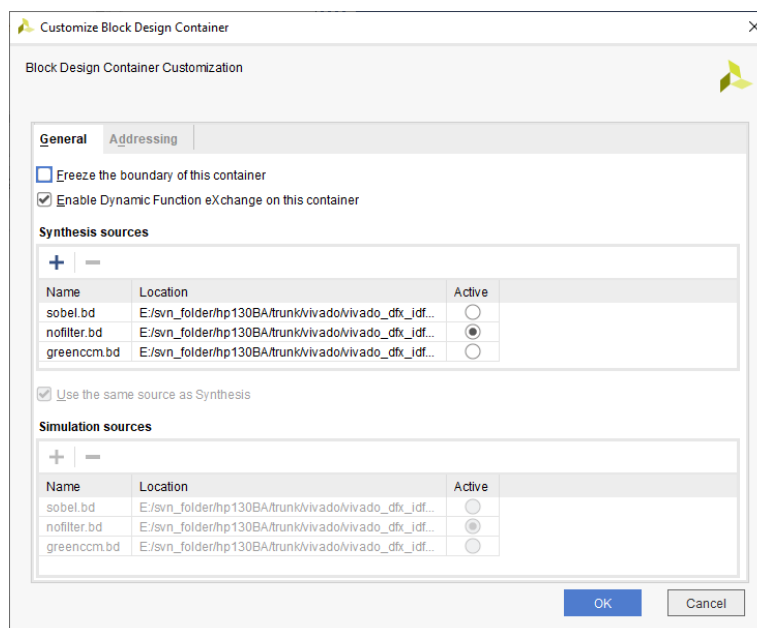 Customize Block Design Container
Block Design Container Customization
General Addressing
Freeze the boundary of this container
Enable Dynamic Function eXchange on this container
Synthesis sources
Name Location Active
sobel.bd E:/svn_folder/hp130BA/trunk/vivado/vivado_dfx_idf...
nofilter.bd E:/svn_folder/hp130BA/trunk/vivado/vivado_dfx_idf...
greenccm.bd E:/svn_folder/hp130BA/trunk/vivado/vivado_dfx_idf...
Use the same source as Synthesis
Simulation sources
Name Location Active
sobel.bd E:/svn_folder/hp130BA/trunk/vivado/vivado_dfx_idf...
nofilter.bd E:/svn_folder/hp130BA/trunk/vivado/vivado_dfx_idf...
greenccm.bd E:/svn_folder/hp130BA/trunk/vivado/vivado_dfx_idf...
OK Cancel